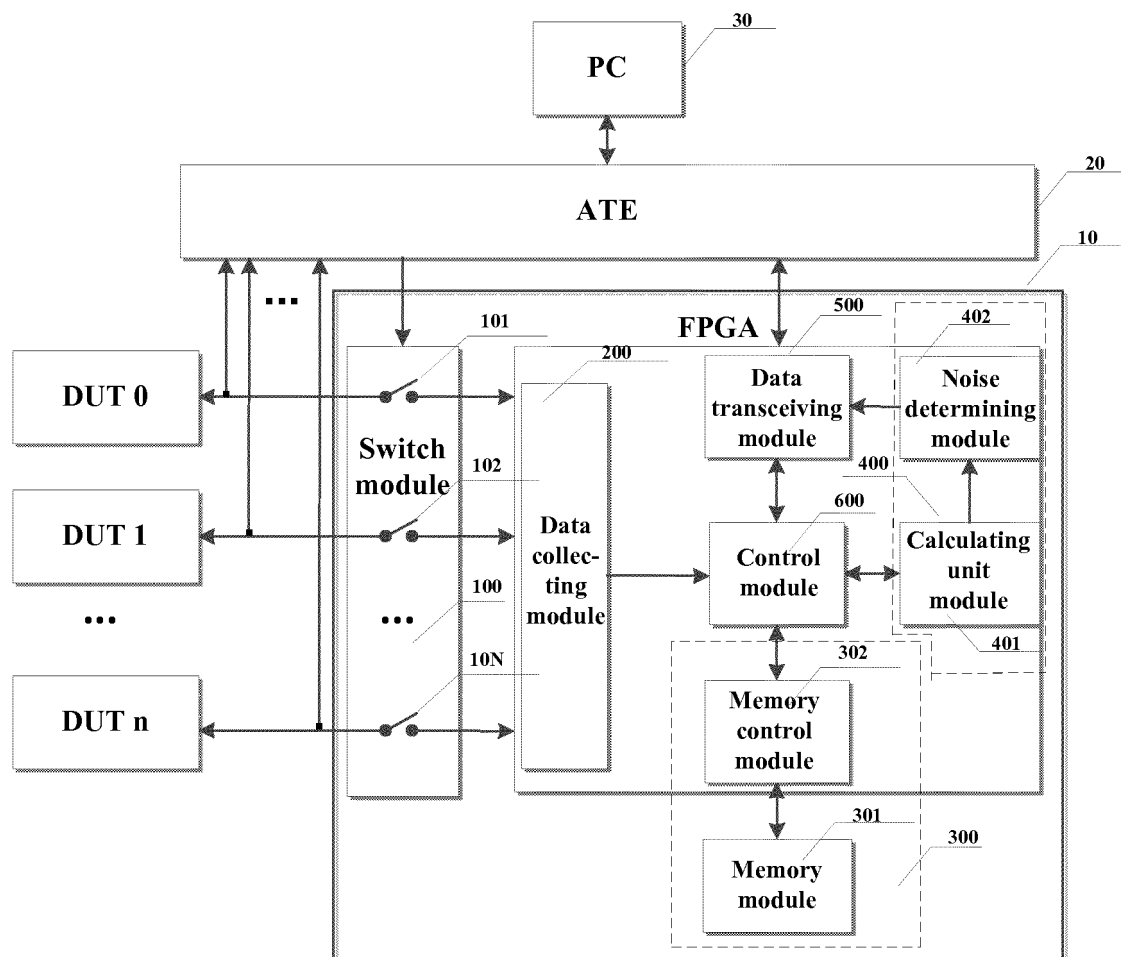 30
PC
20
ATE
10
...
FPGA
101
500
402
200
DUT 0
Data
transceiving
module
Noise
determining
module
Switch
module
102
400
600
DUT 1
Data
collec-
ting
module
Control
module
Calculating
unit
module
...
...
100
401
10N
302
DUT n
Memory
control
module
301
300
Memory
module